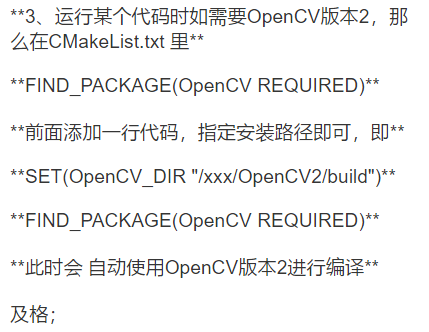 **3、运行某个代码时如需要OpenCV版本2，那
么在CMakeList.txt 里**
**FIND_PACKAGE(OpenCV REQUIRED)**
**前面添加一行代码，指定安装路径即可，即**
**SET(OpenCV_DIR "/xxx/OpenCV2/build")**
**FIND_PACKAGE(OpenCV REQUIRED)**
**此时会 自动使用OpenCV版本2进行编译**
及格；